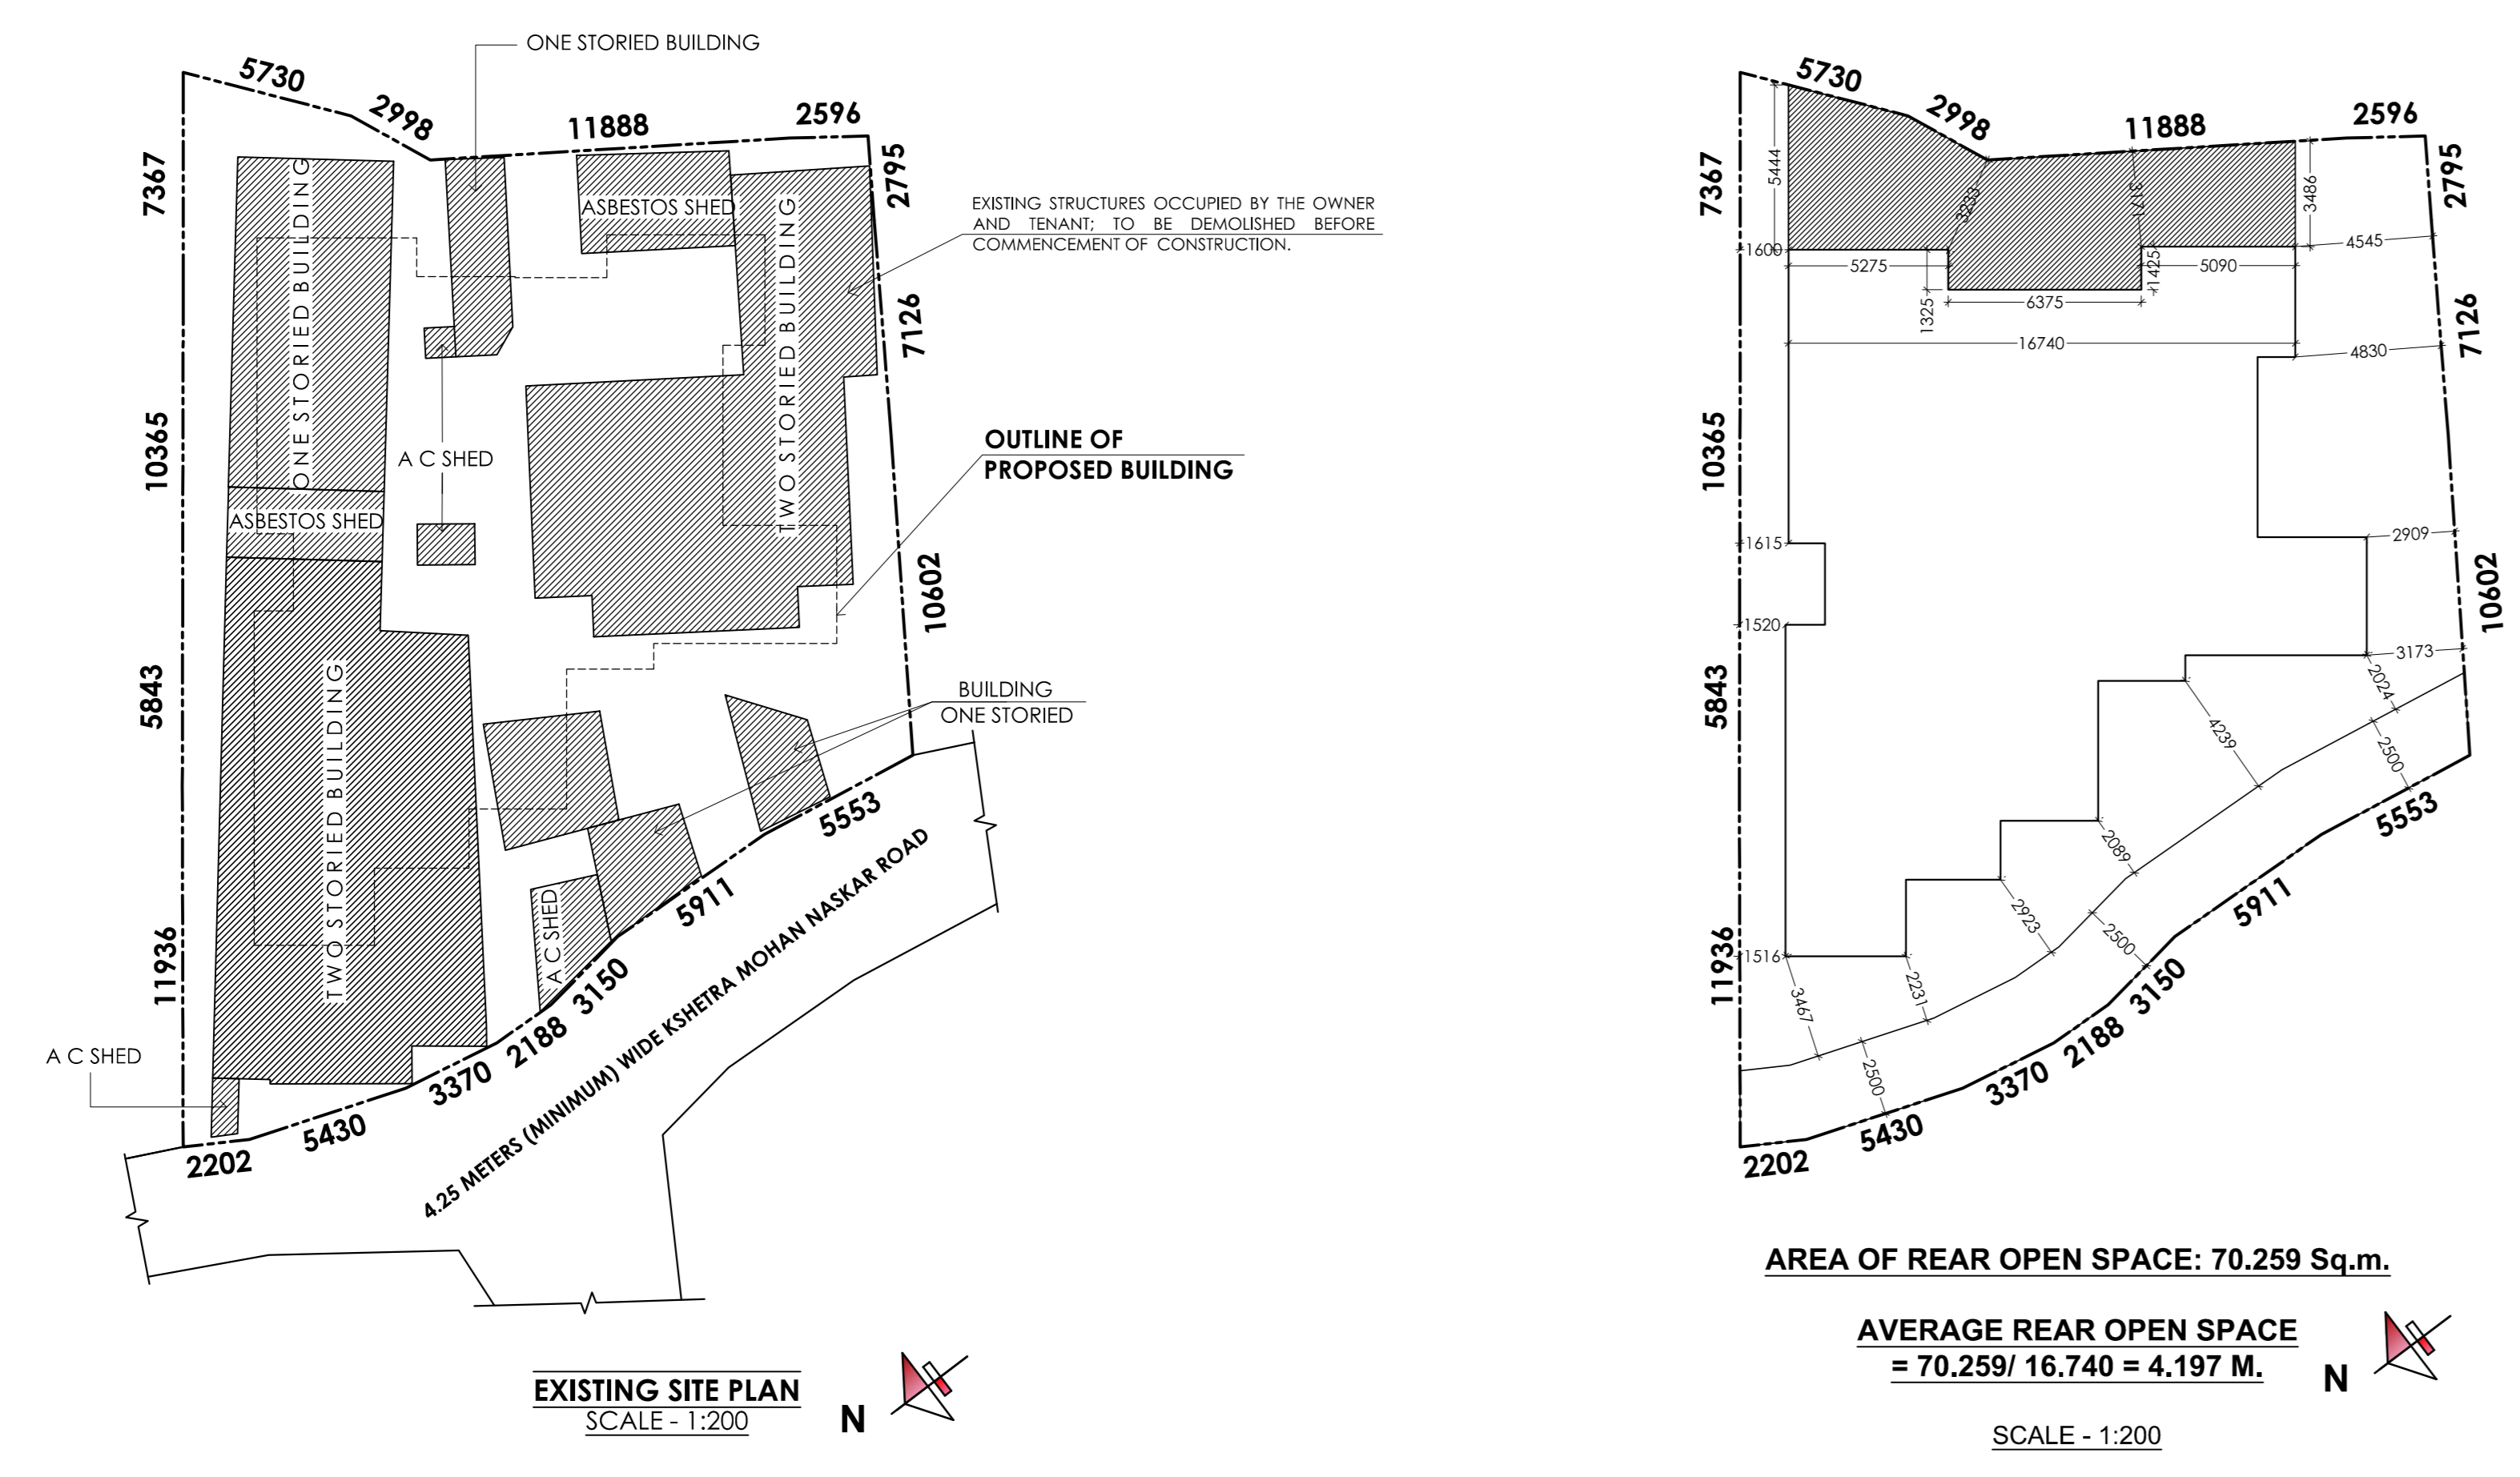 ONE STORIED BUILDING
5730
2998
11888
2596
7367
2795
ONE STORIED BUILDING
ASBESTOS SHED
TWO STORIED BUILDING
EXISTING STRUCTURES OCCUPIED BY THE OWNER
AND TENANT; TO BE DEMOLISHED BEFORE
COMMENCEMENT OF CONSTRUCTION.
7126
10365
A C SHED
OUTLINE OF
PROPOSED BUILDING
ASBESTOS SHED
10602
5843
TWO STORIED BUILDING
BUILDING
ONE STORIED
5553
5911
A C SHED
11936
3150
2188
3370
A C SHED
5430
2202
4.25 METERS (MINIMUM) WIDE KSHETRA MOHAN NASKAR ROAD
EXISTING SITE PLAN
SCALE - 1:200
N
5730
2998
11888
2596
7367
2795
5444
3233
3171
3486
1600
4545
5275
1425
5090
1325
6375
7126
16740
4830
10365
1615
2909
10602
1520
3173
2024
5843
4239
2500
5553
2089
5911
2923
2500
11936
1516
3467
2231
3150
2188
2500
3370
5430
2202
AREA OF REAR OPEN SPACE: 70.259 Sq.m.
AVERAGE REAR OPEN SPACE
= 70.259/ 16.740 = 4.197 M.
N
SCALE - 1:200